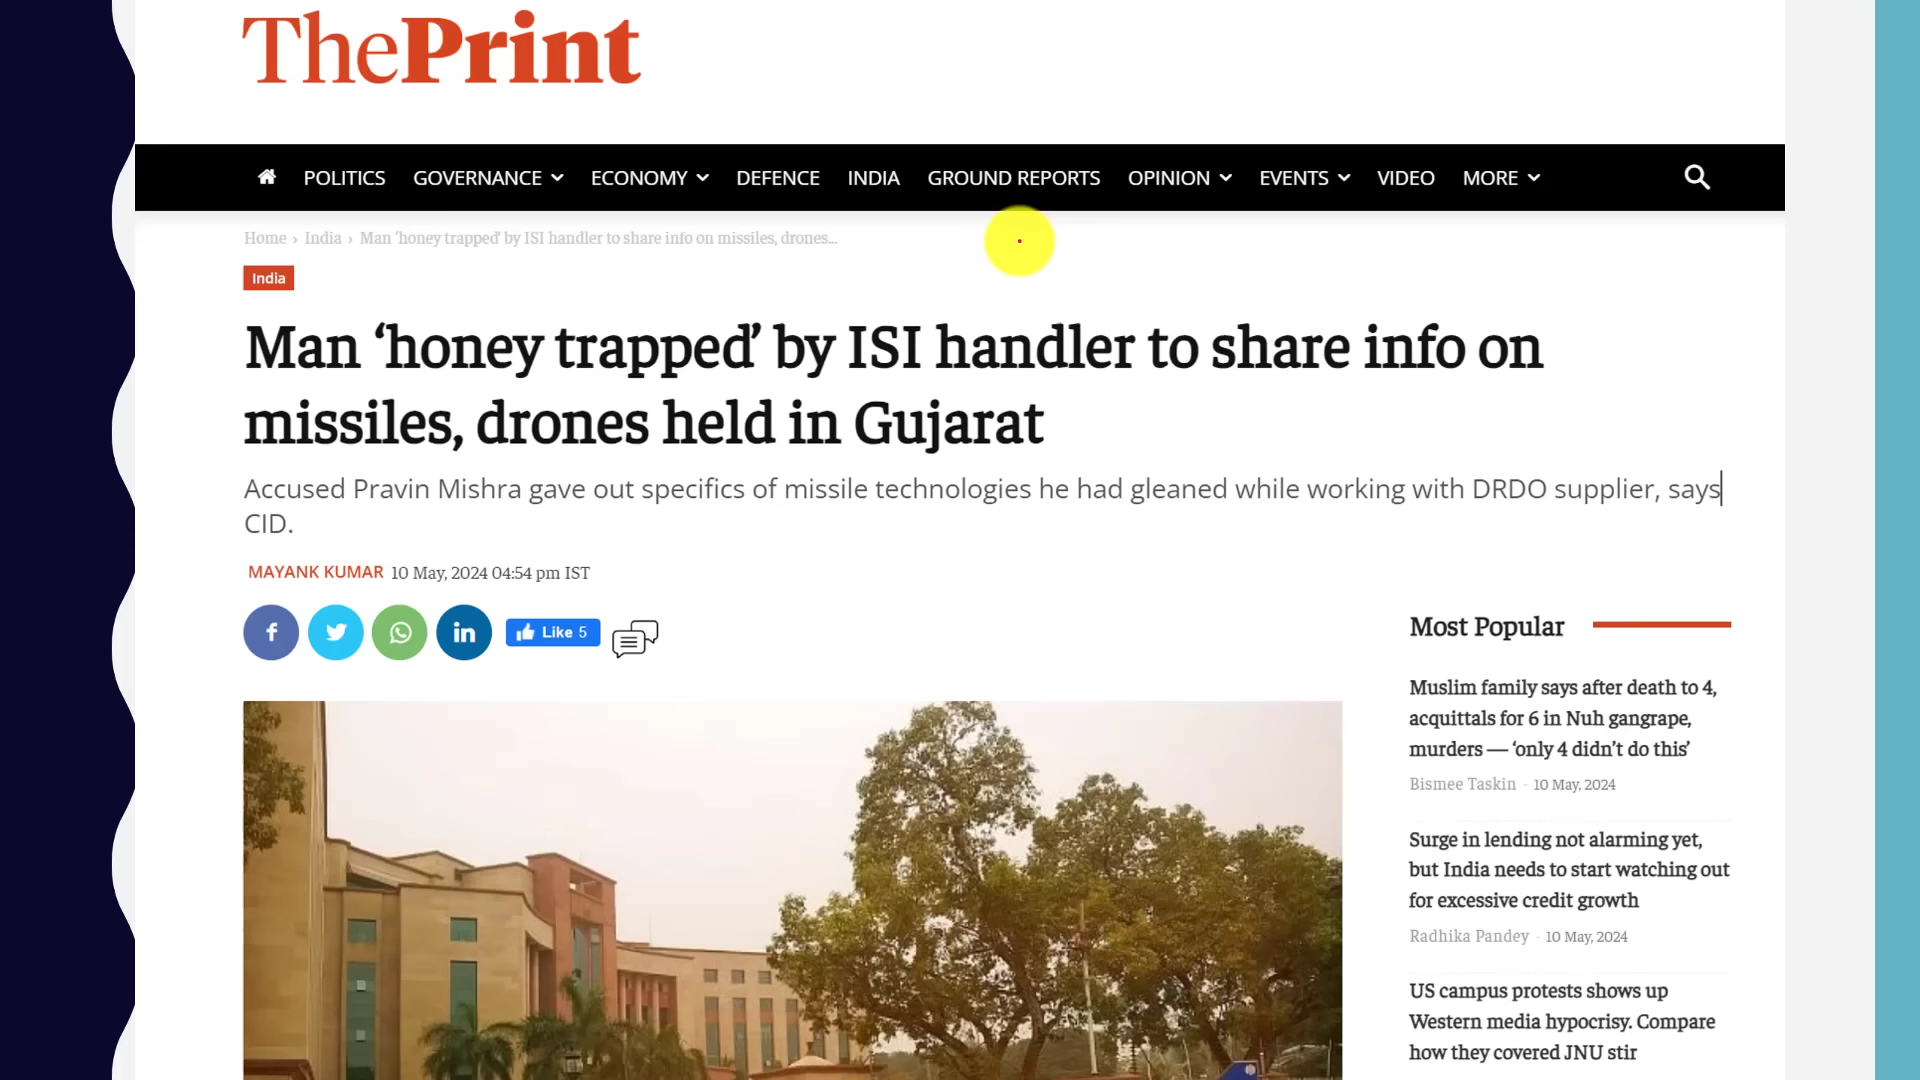 ThePrint
POLITICS GOVERNANCE ECONOMY DEFENCE INDIA GROUND REPORTS OPINION EVENTS VIDEO MORE
Home › India › Man ‘honey trapped’ by ISI handler to share info on missiles, drones...
India
Man ‘honey trapped’ by ISI handler to share info on
missiles, drones held in Gujarat
Accused Pravin Mishra gave out specifics of missile technologies he had gleaned while working with DRDO supplier, says
CID.
MAYANK KUMAR 10 May, 2024 04:54 pm IST
f in Like 5
Most Popular
Muslim family says after death to 4,
acquittals for 6 in Nuh gangrape,
murders — ‘only 4 didn’t do this’
Bismee Taskin - 10 May, 2024
Surge in lending not alarming yet,
but India needs to start watching out
for excessive credit growth
Radhika Pandey - 10 May, 2024
US campus protests shows up
Western media hypocrisy. Compare
how they covered JNU stir